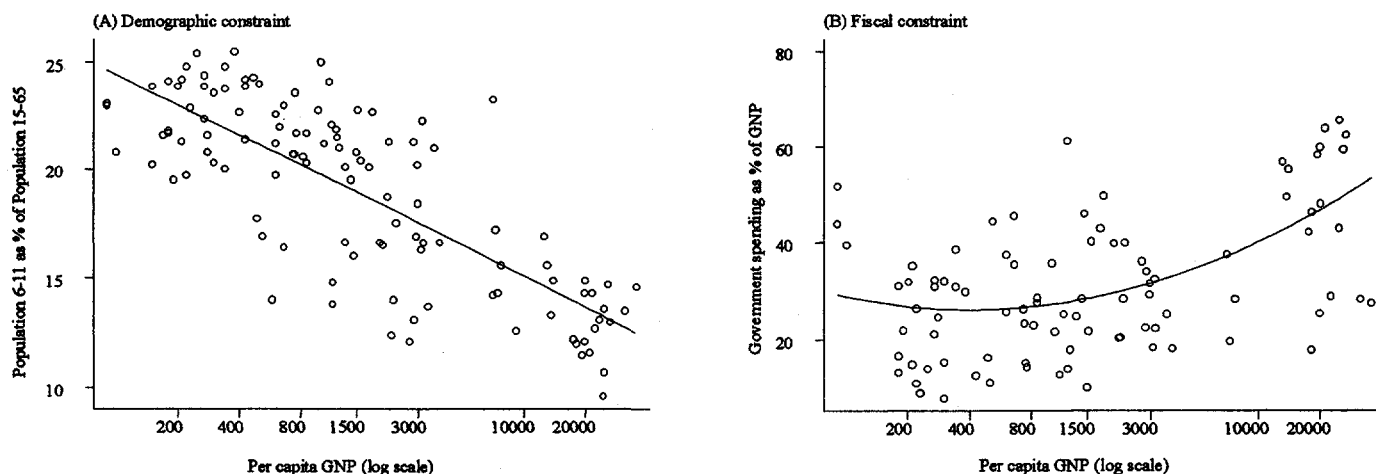 (A) Demographic constraint
Population 6-11 as % of Population 15-65
25
20
15
10
200 400 800 1500 3000 10000 20000
Per capita GNP (log scale)
(B) Fiscal constraint
Government spending as % of GNP
80
60
40
20
200 400 800 1500 3000 10000 20000
Per capita GNP (log scale)